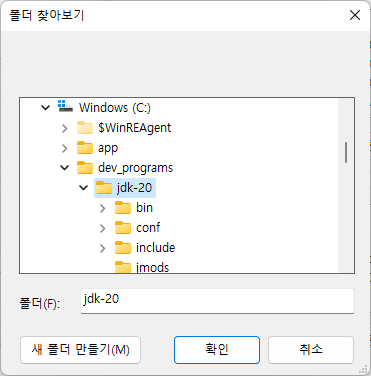 폴더 찾아보기
Windows (C:)
$WinREAgent
app
dev_programs
jdk-20
bin
conf
include
jmods
폴더(F):
jdk-20
새 폴더 만들기(M)
확인
취소